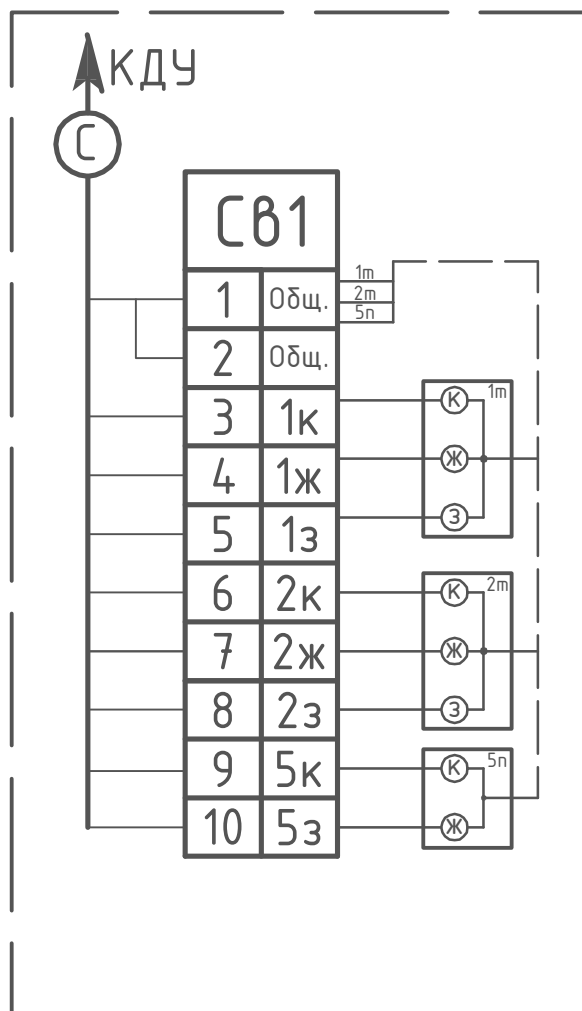 КДУ
С
Св1
1 Общ. 1т
2т
5п
2 Общ.
3 1к К 1т
4 1ж Ж
5 1з З
6 2к К 2т
7 2ж Ж
8 2з З
9 5к К 5п
10 5з Ж